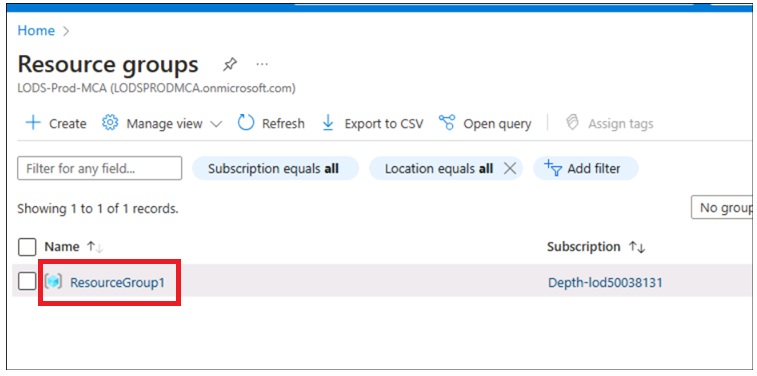 Home >
Resource groups ...
LODS-Prod-MCA (LODSPRODMCA.onmicrosoft.com)
+ Create Manage view Refresh Export to CSV Open query | Assign tags
Filter for any field... Subscription equals all Location equals all × Add filter
Showing 1 to 1 of 1 records. No group
Name ↑↓ Subscription ↑↓
ResourceGroup1 Depth-lod50038131